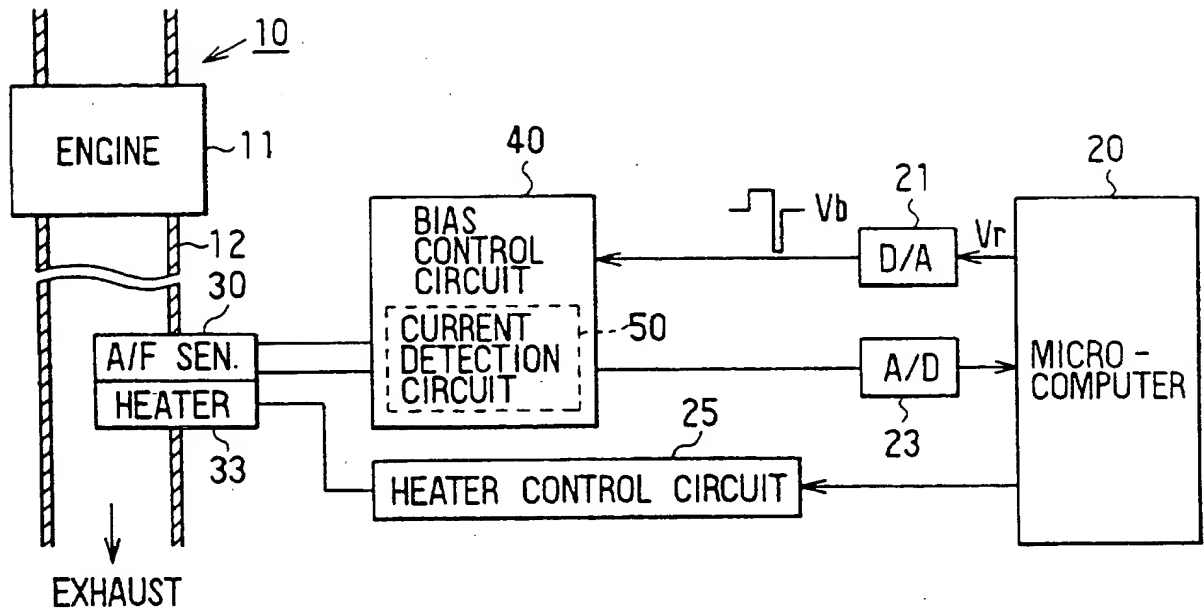 10
ENGINE
11
12
40
BIAS
CONTROL
CIRCUIT
Vb
21
D/A
Vr
20
30
A/F SEN.
HEATER
33
CURRENT
DETECTION
CIRCUIT
50
A/D
23
MICRO-
COMPUTER
25
HEATER CONTROL CIRCUIT
EXHAUST